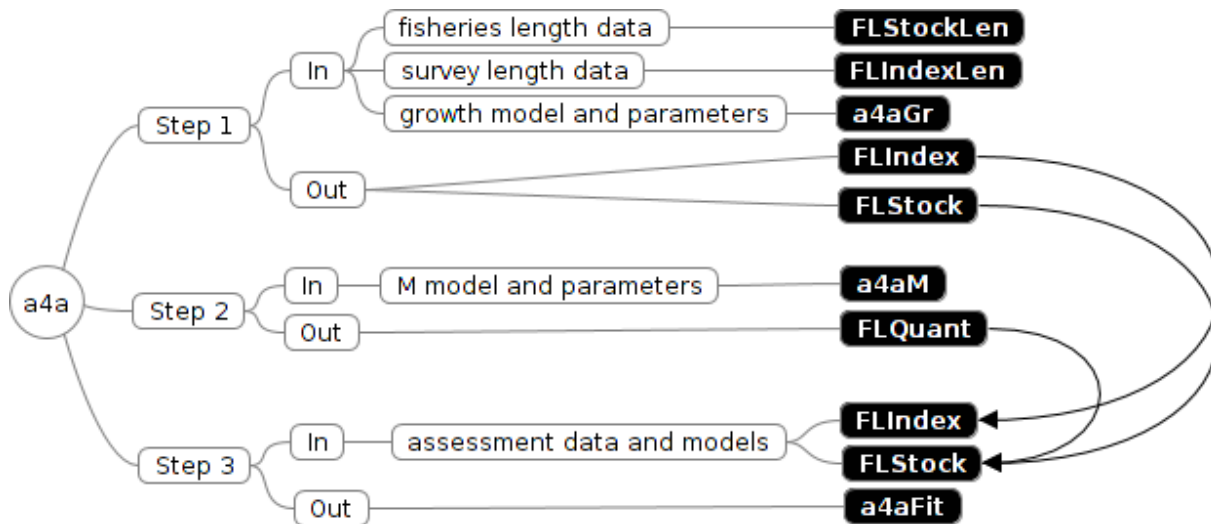 fisheries length data
FLStockLen
In
survey length data
FLIndexLen
Step 1
growth model and parameters
a4aGr
FLIndex
Out
FLStock
a4a
In
M model and parameters
a4aM
Step 2
Out
FLQuant
FLIndex
In
assessment data and models
Step 3
FLStock
Out
a4aFit